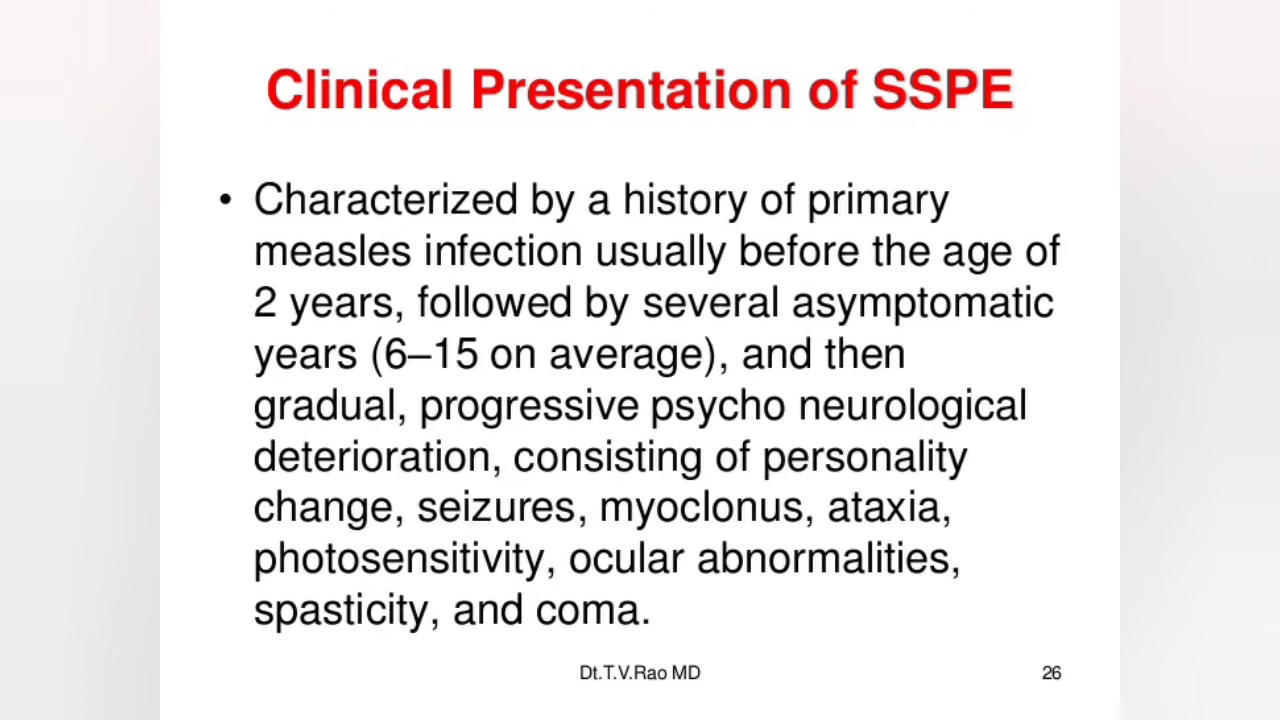 Clinical Presentation of SSPE
• Characterized by a history of primary
measles infection usually before the age of
2 years, followed by several asymptomatic
years (6–15 on average), and then
gradual, progressive psycho neurological
deterioration, consisting of personality
change, seizures, myoclonus, ataxia,
photosensitivity, ocular abnormalities,
spasticity, and coma.
Dt.T.V.Rao MD
26